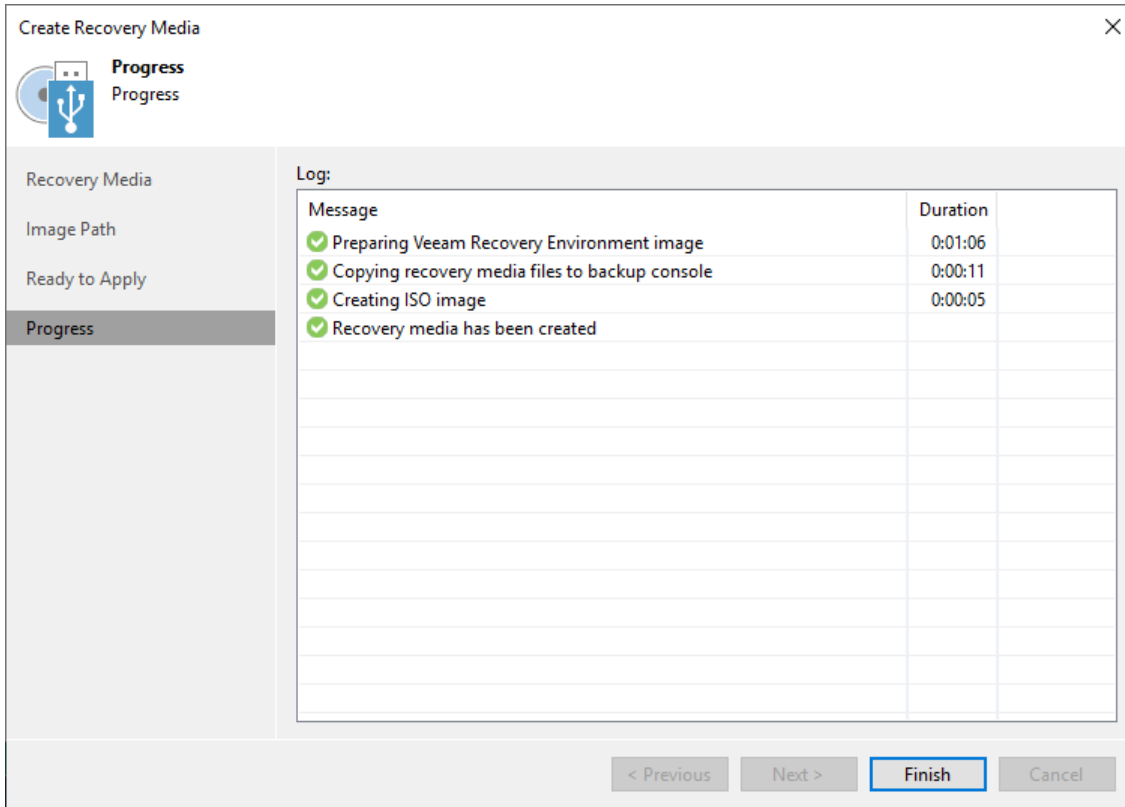 Create Recovery Media
Progress
Progress
Recovery Media
Image Path
Ready to Apply
Progress
Log:
Message Duration
Preparing Veeam Recovery Environment image 0:01:06
Copying recovery media files to backup console 0:00:11
Creating ISO image 0:00:05
Recovery media has been created
< Previous Next > Finish Cancel